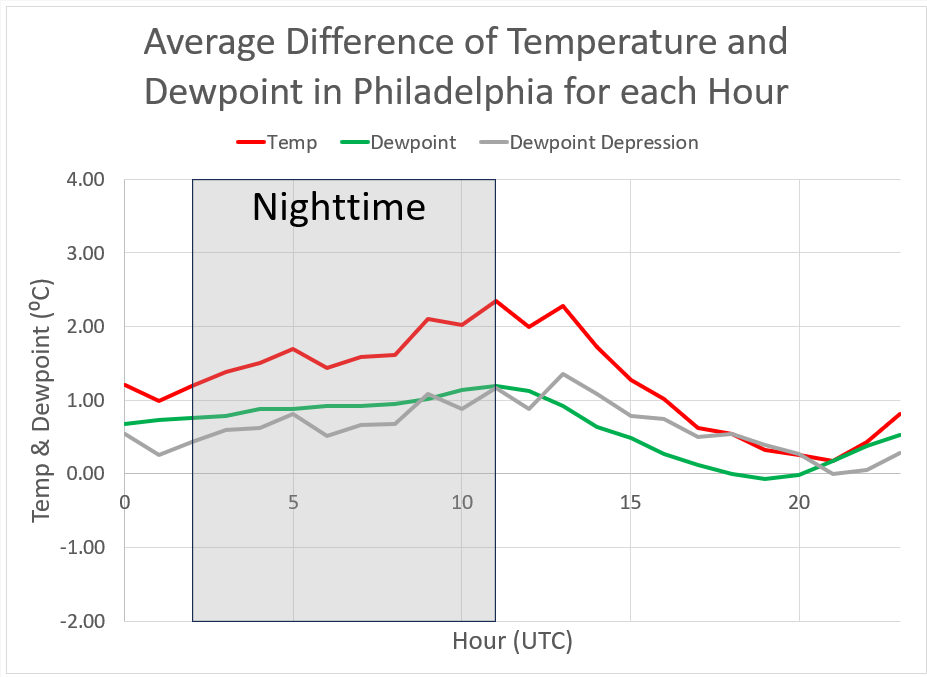 Average Difference of Temperature and
Dewpoint in Philadelphia for each Hour
Temp Dewpoint Dewpoint Depression
Nighttime
4.00
3.00
2.00
1.00
0.00
-1.00
-2.00
Temp & Dewpoint (⁰C)
0 5 10 15 20
Hour (UTC)